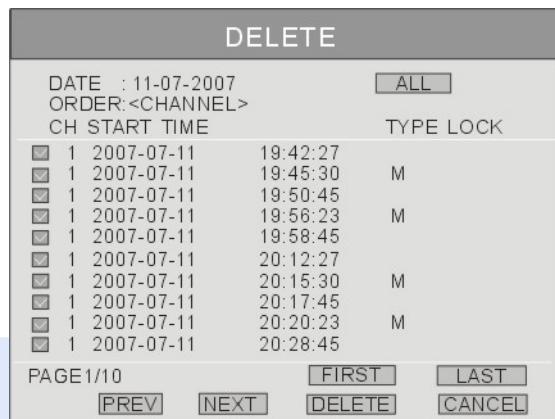 DELETE
DATE : 11-07-2007 ALL
ORDER:<CHANNEL>
CH START TIME TYPE LOCK
1 2007-07-11 19:42:27
1 2007-07-11 19:45:30 M
1 2007-07-11 19:50:45
1 2007-07-11 19:56:23 M
1 2007-07-11 19:58:45
1 2007-07-11 20:12:27
1 2007-07-11 20:15:30 M
1 2007-07-11 20:17:45
1 2007-07-11 20:20:23 M
1 2007-07-11 20:28:45
PAGE1/10 FIRST LAST
PREV NEXT DELETE CANCEL